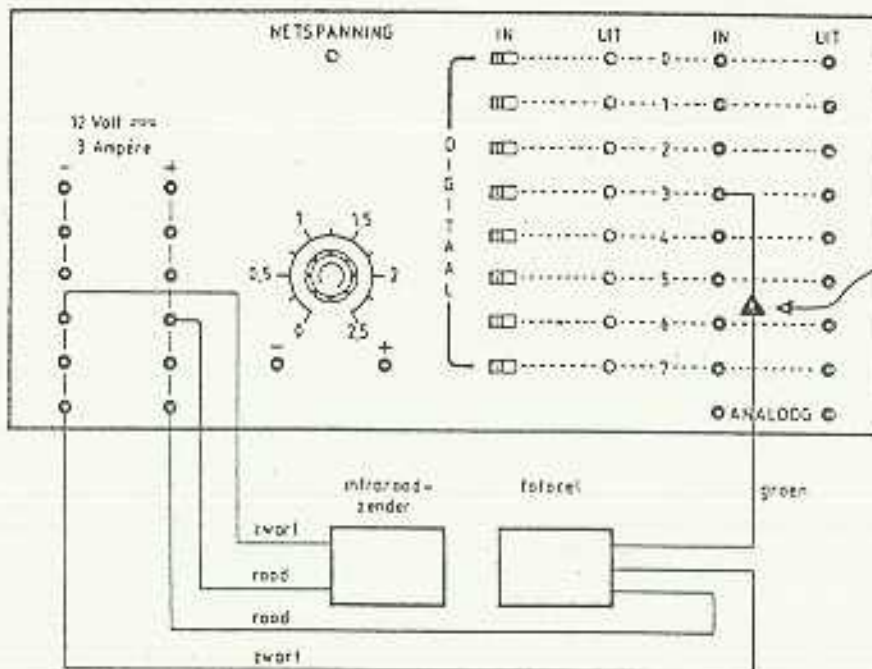 NETSPANNING
IN UIT IN UIT
12 Volt
3 Ampère
- +
DIGITAAL
0
1
2
3
4
5
6
7
0 0,5 1 1,5 2 2,5
- +
ANALOOG
infrarood-
zender
fotocel
groen
zwart
rood
rood
zwart